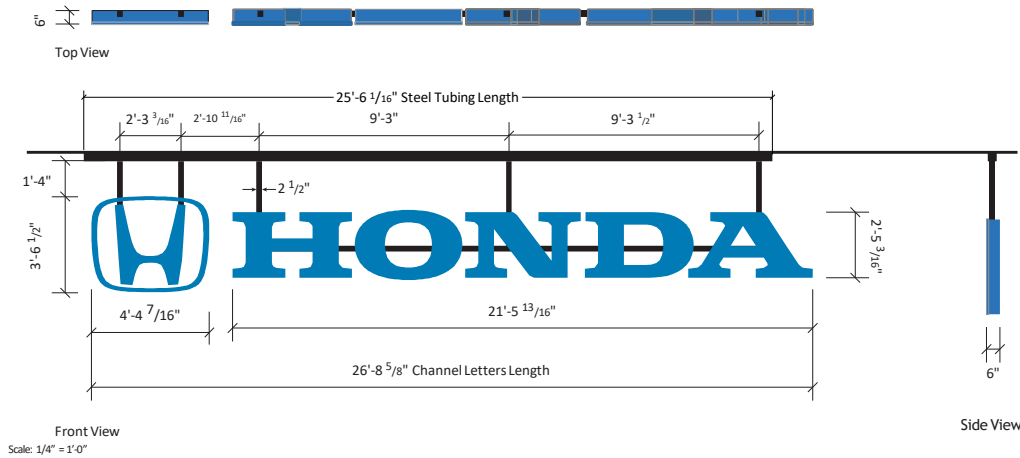 6"
Top View
25'-6 1/16" Steel Tubing Length
2'-3 3/16" 2'-10 11/16" 9'-3" 9'-3 1/2"
1'-4"
2 1/2"
3'-6 1/2"
HONDA
2'-5 3/16"
4'-4 7/16"
21'-5 13/16"
26'-8 5/8" Channel Letters Length
6"
Front View
Side View
Scale: 1/4" = 1'-0"